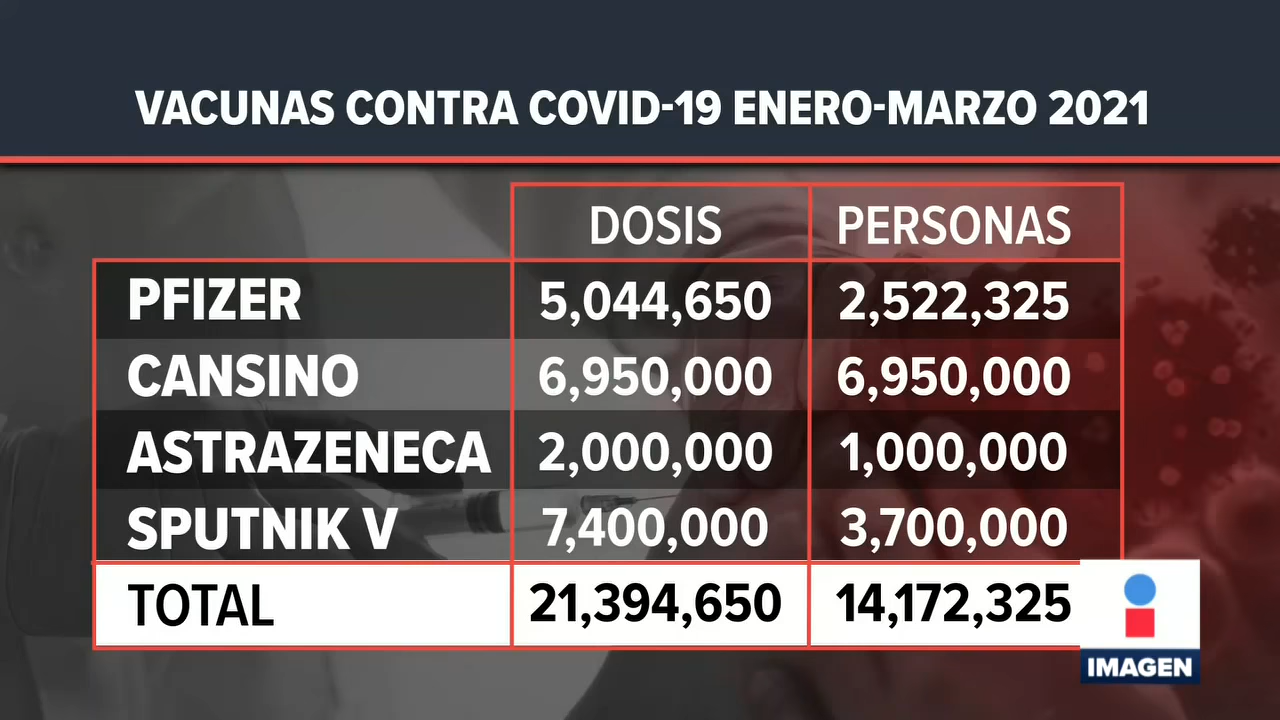 VACUNAS CONTRA COVID-19 ENERO-MARZO 2021
DOSIS PERSONAS
PFIZER 5,044,650 2,522,325
CANSINO 6,950,000 6,950,000
ASTRAZENECA 2,000,000 1,000,000
SPUTNIK V 7,400,000 3,700,000
TOTAL 21,394,650 14,172,325
IMAGEN